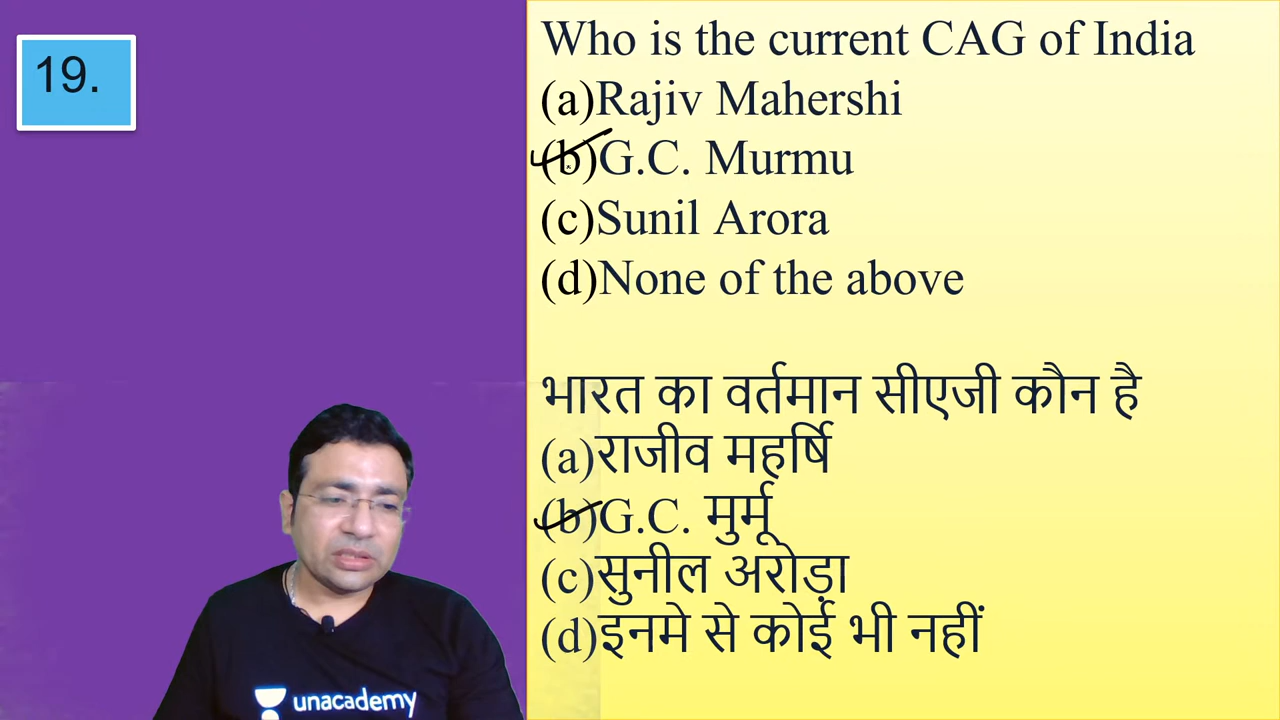 19.
Who is the current CAG of India
(a)Rajiv Mahershi
(b)G.C. Murmu
(c)Sunil Arora
(d)None of the above
भारत का वर्तमान सीएजी कौन है
(a)राजीव महर्षि
(b)G.C. मुर्मू
(c)सुनील अरोड़ा
(d)इनमे से कोई भी नहीं
unacademy